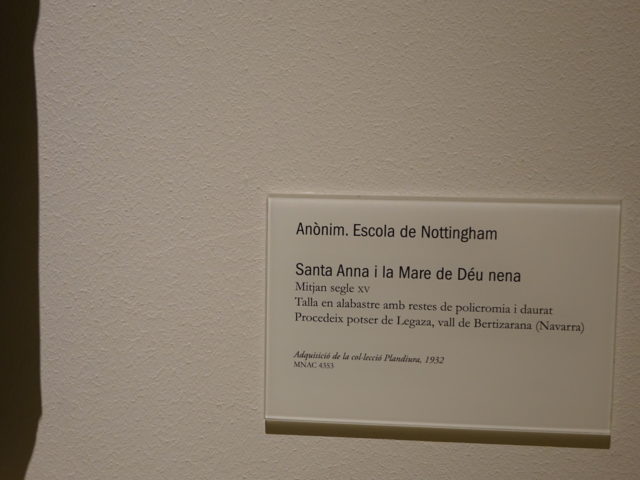 Anònim. Escola de Nottingham
Santa Anna i la Mare de Déu nena
Mitjan segle XV
Talla en alabastre amb restes de policromia i daurat
Procedeix potser de Legaza, vall de Bertizarana (Navarra)
Adquisició de la col·lecció Plandiura, 1932
MNAC 4353